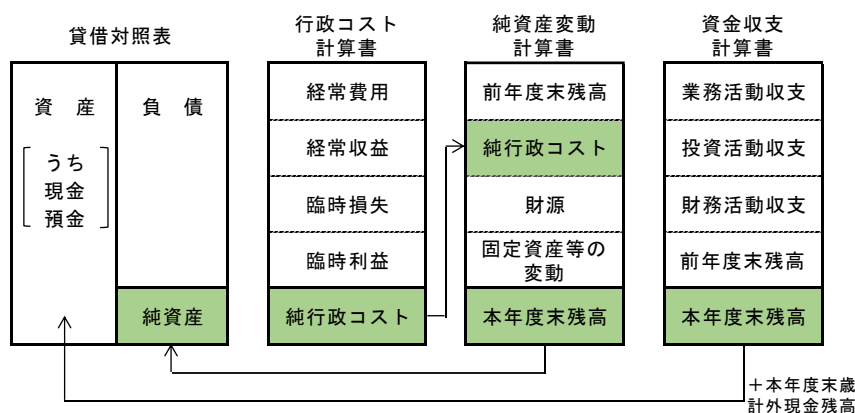 貸借対照表
資　産
うち
現金
預金
負　債
純資産
行政コスト
計算書
経常費用
経常収益
臨時損失
臨時利益
純行政コスト
純資産変動
計算書
前年度末残高
純行政コスト
財源
固定資産等の
変動
本年度末残高
資金収支
計算書
業務活動収支
投資活動収支
財務活動収支
前年度末残高
本年度末残高
＋本年度末歳
計外現金残高